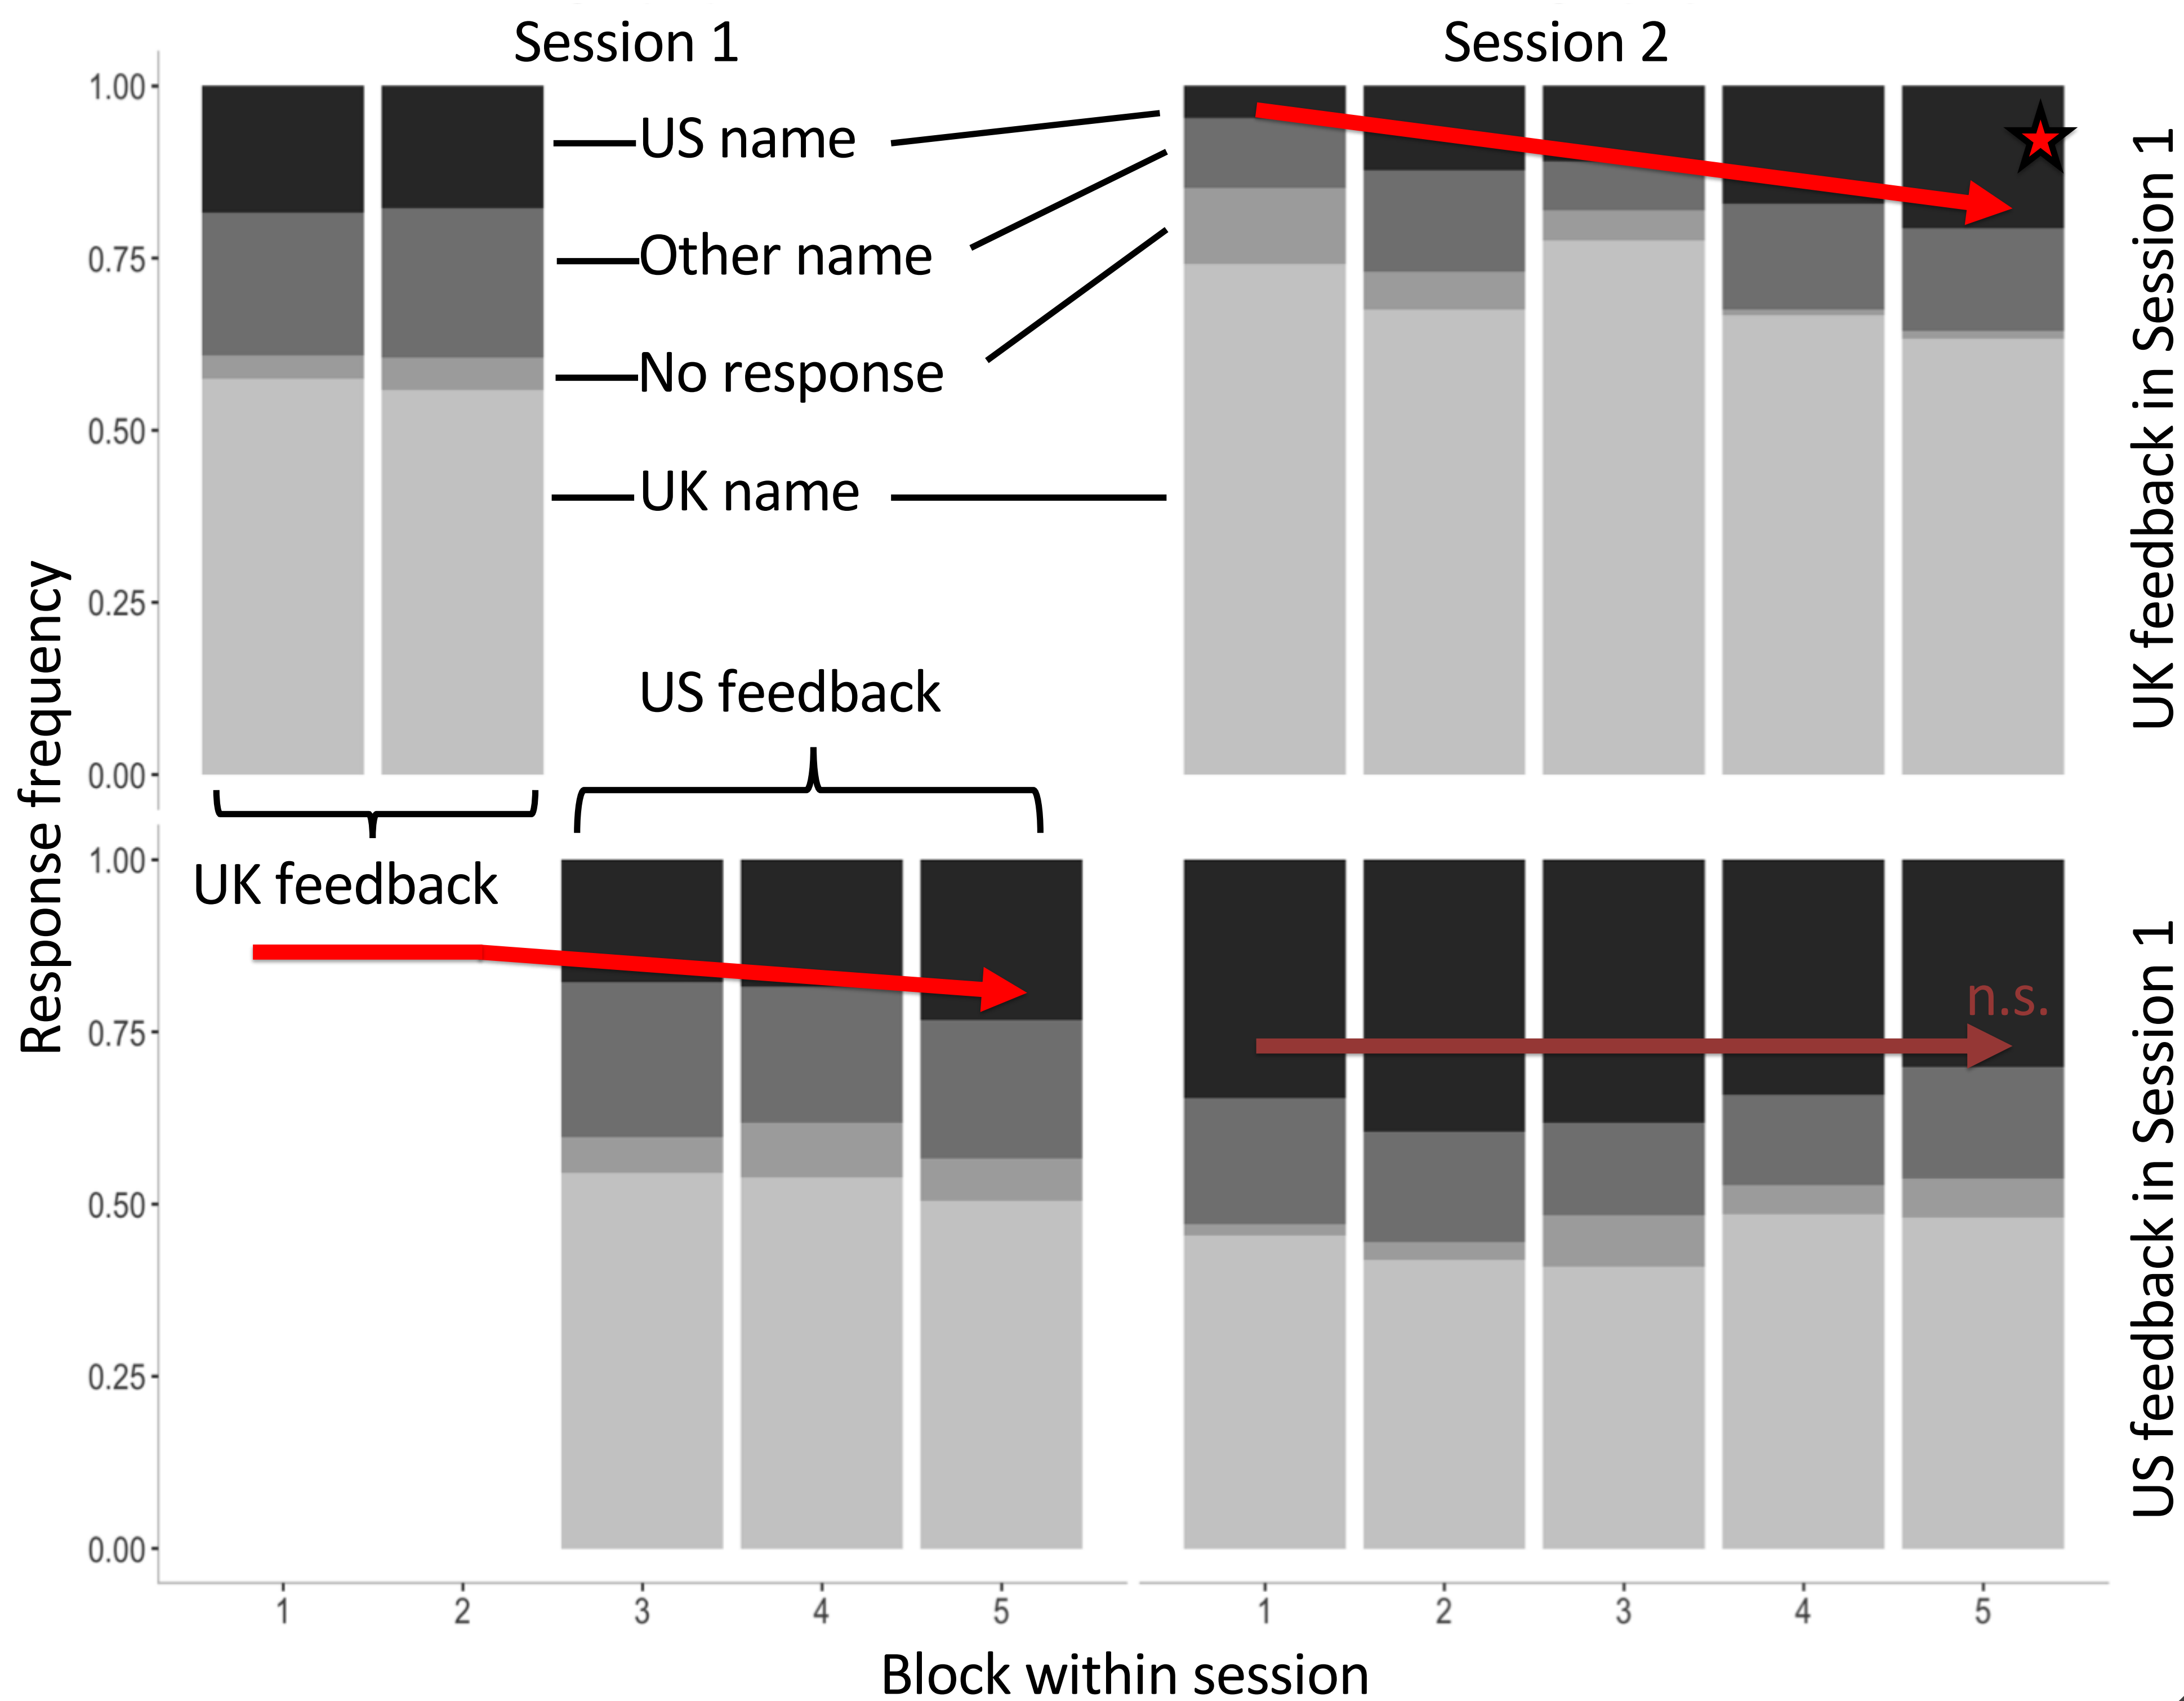 Session 1
Session 2
1.00
0.75
0.50
0.25
0.00
US name
Other name
No response
UK name
US feedback
UK feedback in Session 1
Response frequency
UK feedback
1.00
0.75
0.50
0.25
0.00
n.s.
US feedback in Session 1
1 2 3 4 5
1 2 3 4 5
Block within session